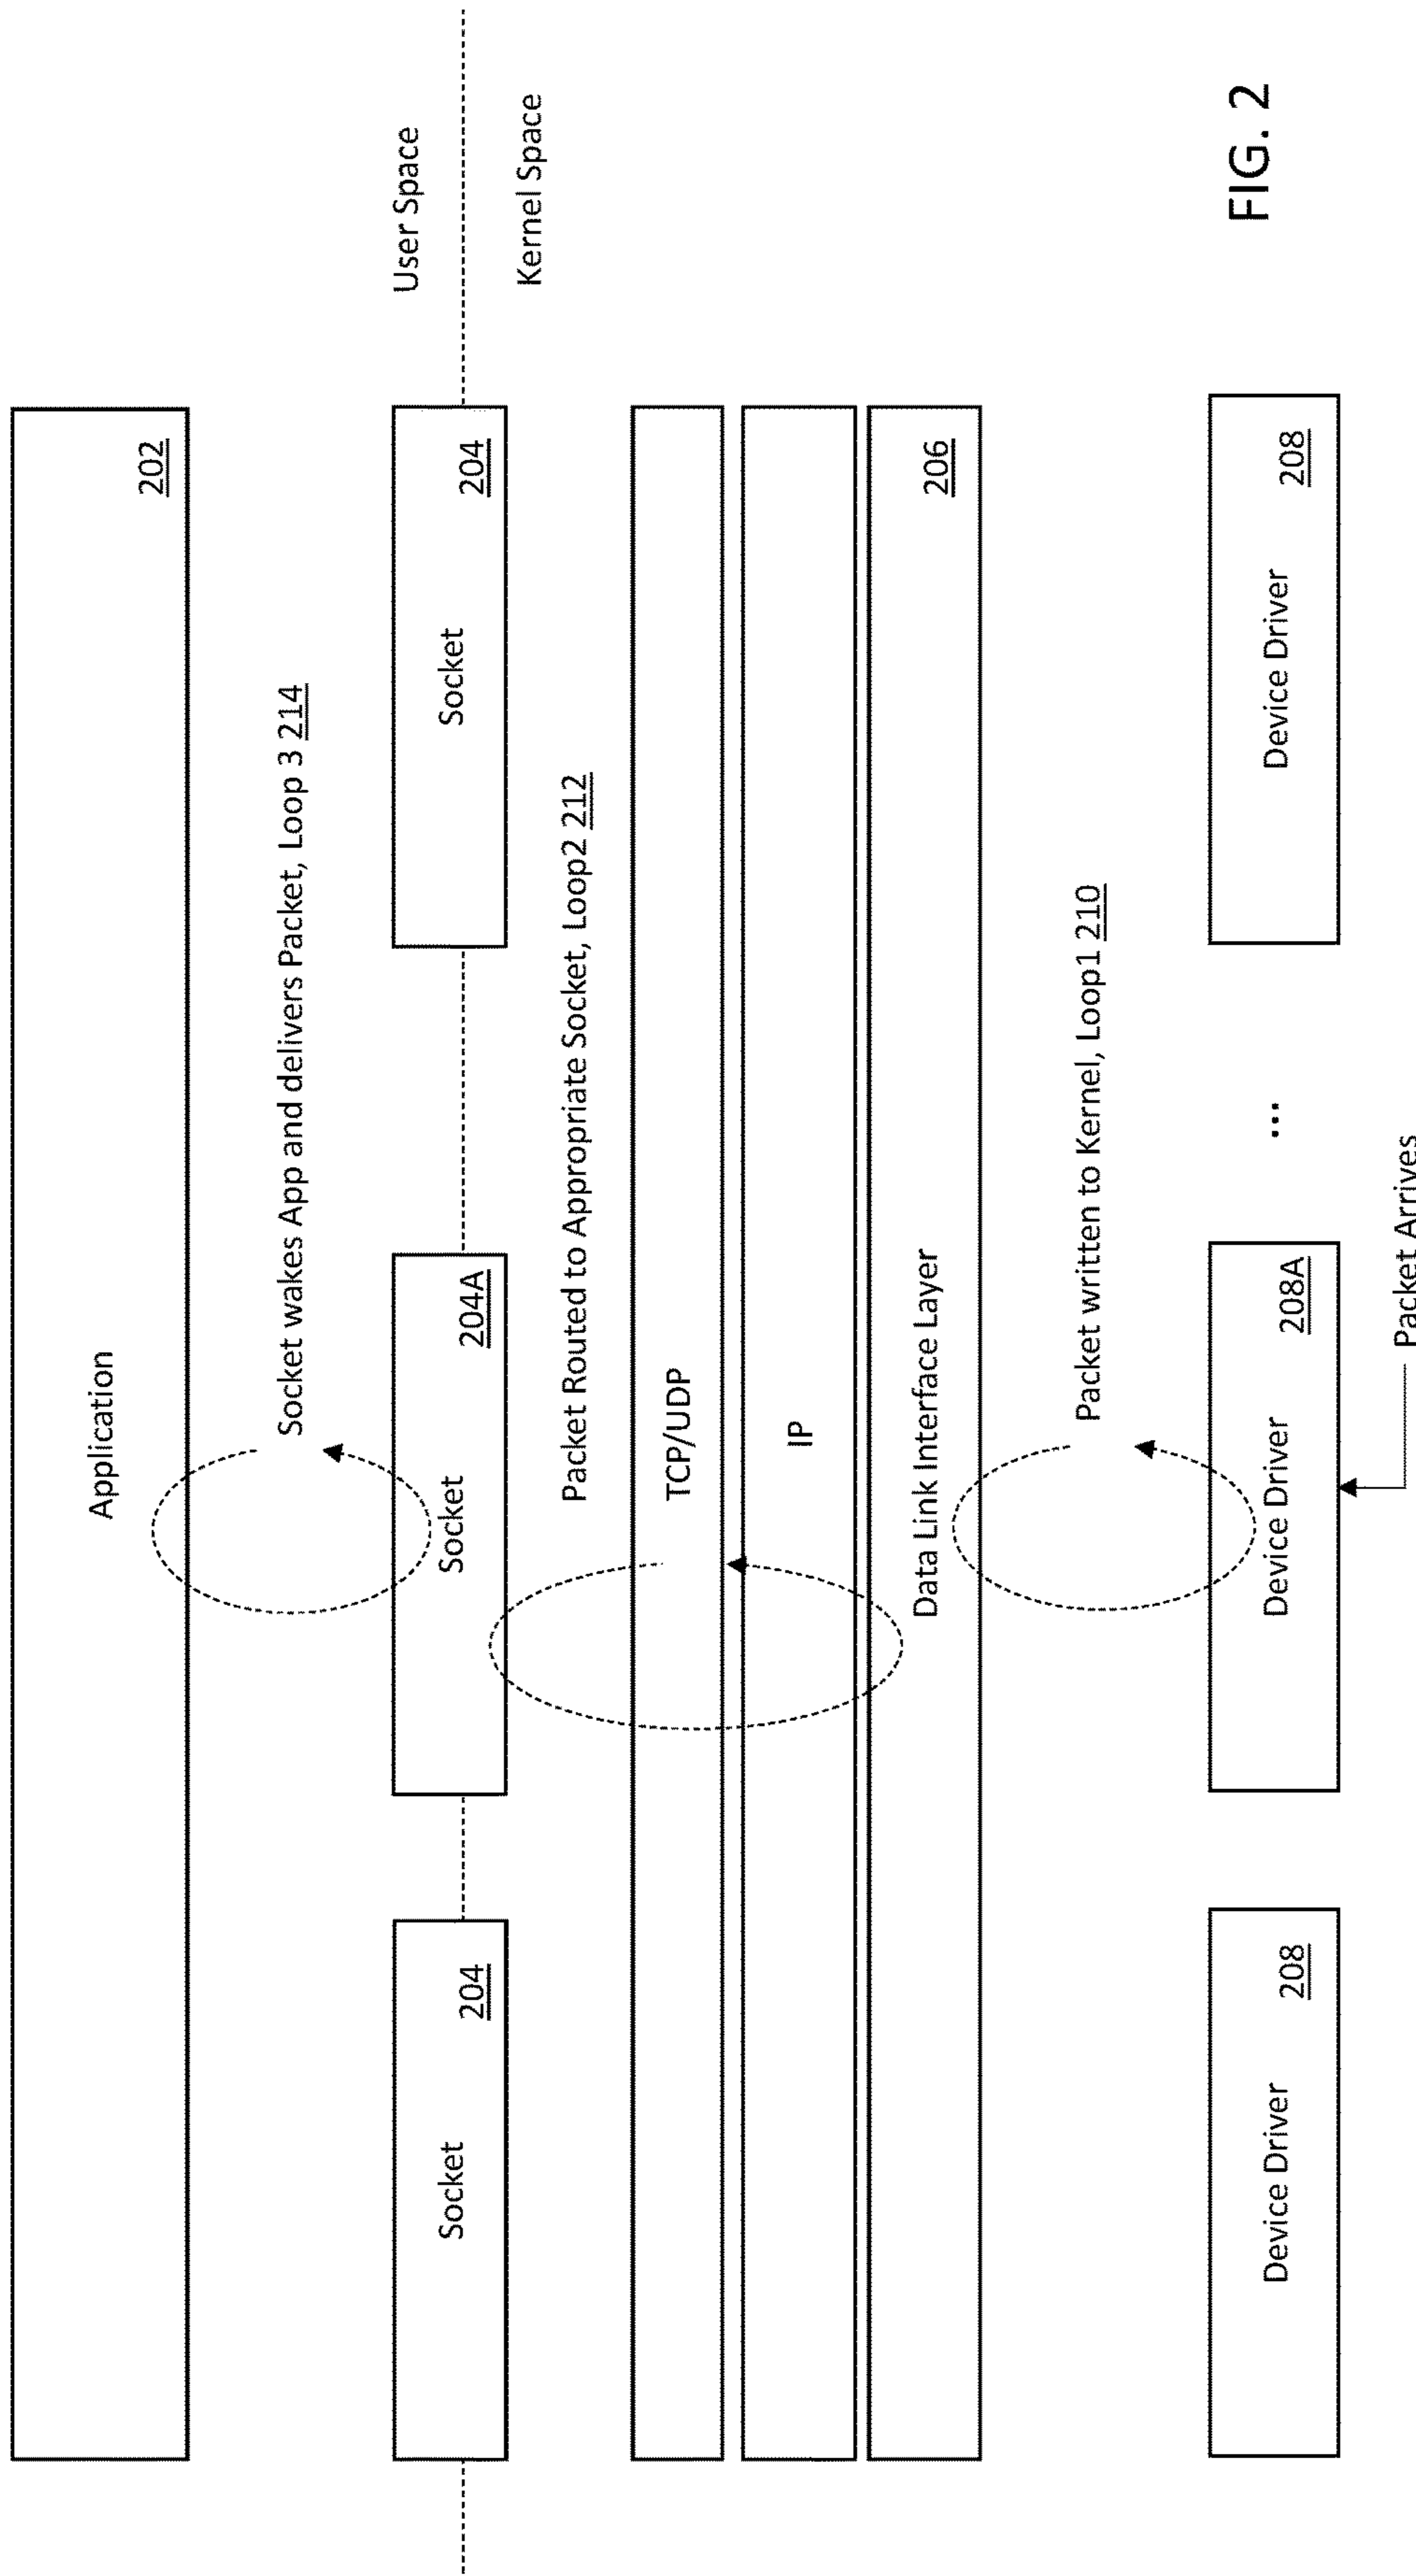 Application
202
Socket wakes App and delivers Packet, Loop 3 214
User Space
Socket
204
Socket
204A
Socket
204
Kernel Space
Packet Routed to Appropriate Socket, Loop2 212
TCP/UDP
IP
Data Link Interface Layer
206
Packet written to Kernel, Loop1 210
Device Driver
208
Device Driver
208A
...
Device Driver
208
Packet Arrives
FIG. 2